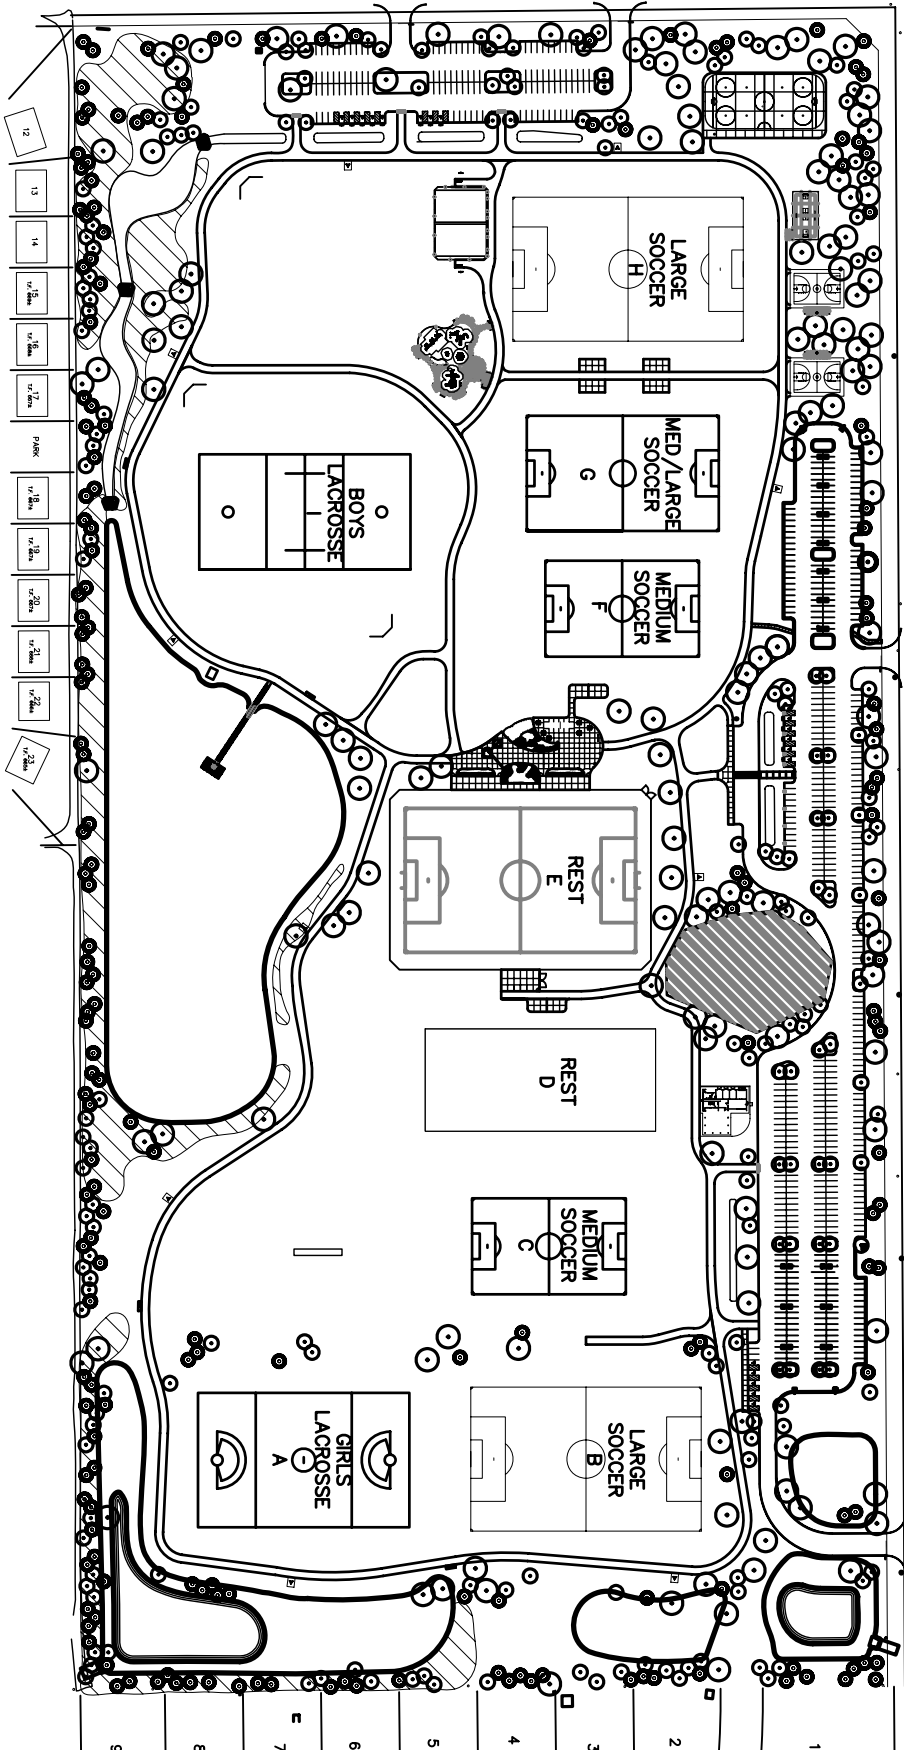 LARGE
SOCCER
H
MED/LARGE
SOCCER
G
BOYS
LACROSSE
MEDIUM
SOCCER
F
REST
E
REST
D
MEDIUM
SOCCER
C
GIRLS
LACROSSE
A
LARGE
SOCCER
B
12
13
14
15
16
17
PARK
18
19
20
21
22
23
9
8
7
6
5
4
3
2
1